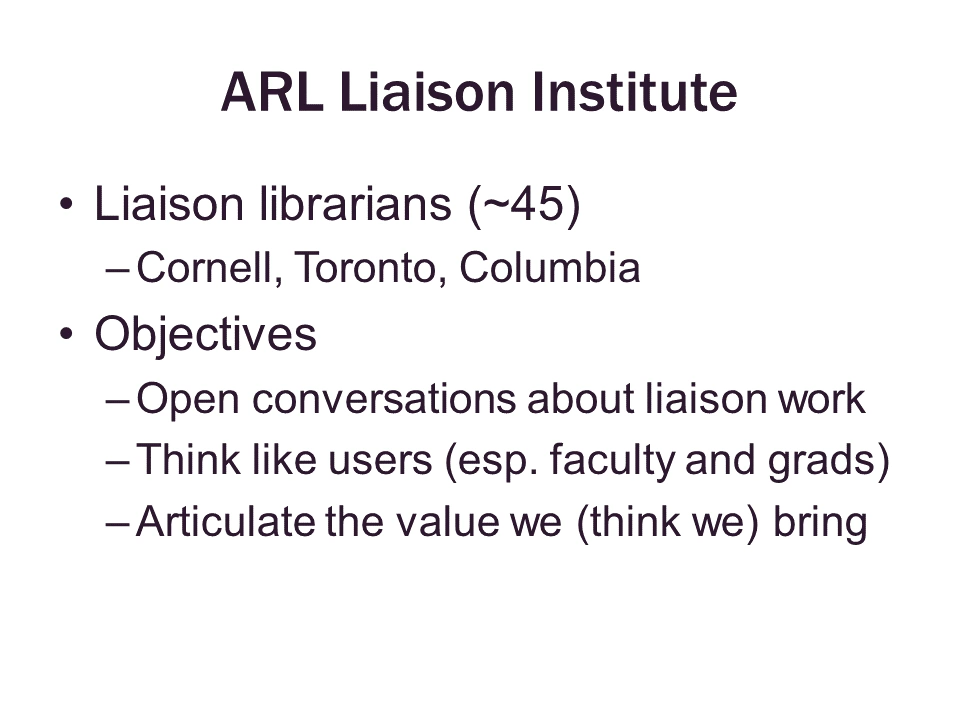 ARL Liaison Institute
• Liaison librarians (~45)
– Cornell, Toronto, Columbia
• Objectives
– Open conversations about liaison work
– Think like users (esp. faculty and grads)
– Articulate the value we (think we) bring